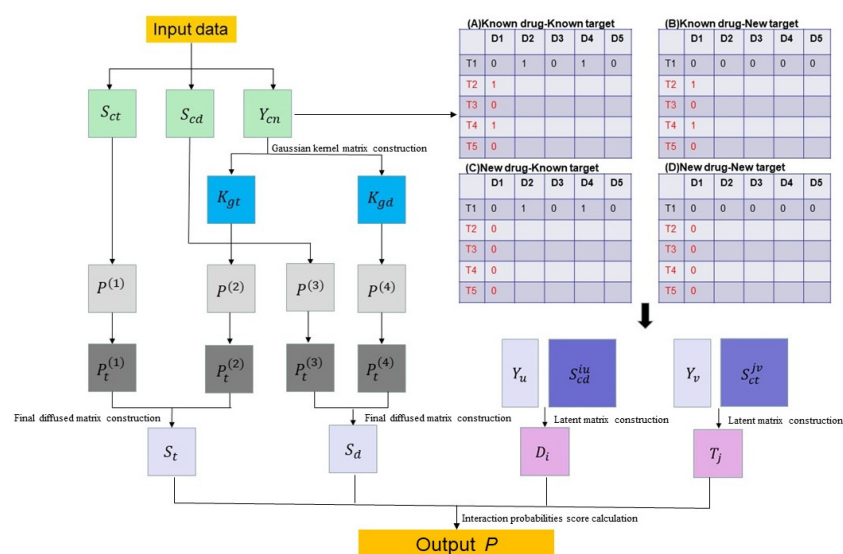 Input data
S_ct S_cd Y_cn
Gaussian kernel matrix construction
K_gt K_gd
P^(1) P^(2) P^(3) P^(4)
P_t^(1) P_t^(2) P_t^(3) P_t^(4)
Final diffused matrix construction
Final diffused matrix construction
S_t S_d
(A)Known drug-Known target
D1 D2 D3 D4 D5
T1 0 1 0 1 0
T2 1
T3 0
T4 1
T5 0
(B)Known drug-New target
D1 D2 D3 D4 D5
T1 0 0 0 0 0
T2 1
T3 0
T4 1
T5 0
(C)New drug-Known target
D1 D2 D3 D4 D5
T1 0 1 0 1 0
T2 0
T3 0
T4 0
T5 0
(D)New drug-New target
D1 D2 D3 D4 D5
T1 0 0 0 0 0
T2 0
T3 0
T4 0
T5 0
Y_u S_cd^iu
Y_v S_ct^jv
Latent matrix construction
Latent matrix construction
D_i T_j
Interaction probabilities score calculation
Output P